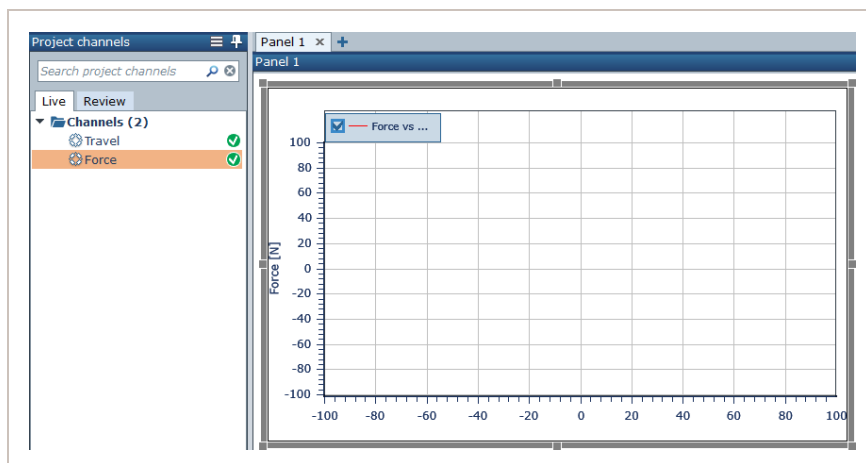 Project channels
Search project channels
Live Review
Channels (2)
Travel
Force
Panel 1
Panel 1
Force vs ...
Force [N]
100
80
60
40
20
0
-20
-40
-60
-80
-100
-100 -80 -60 -40 -20 0 20 40 60 80 100